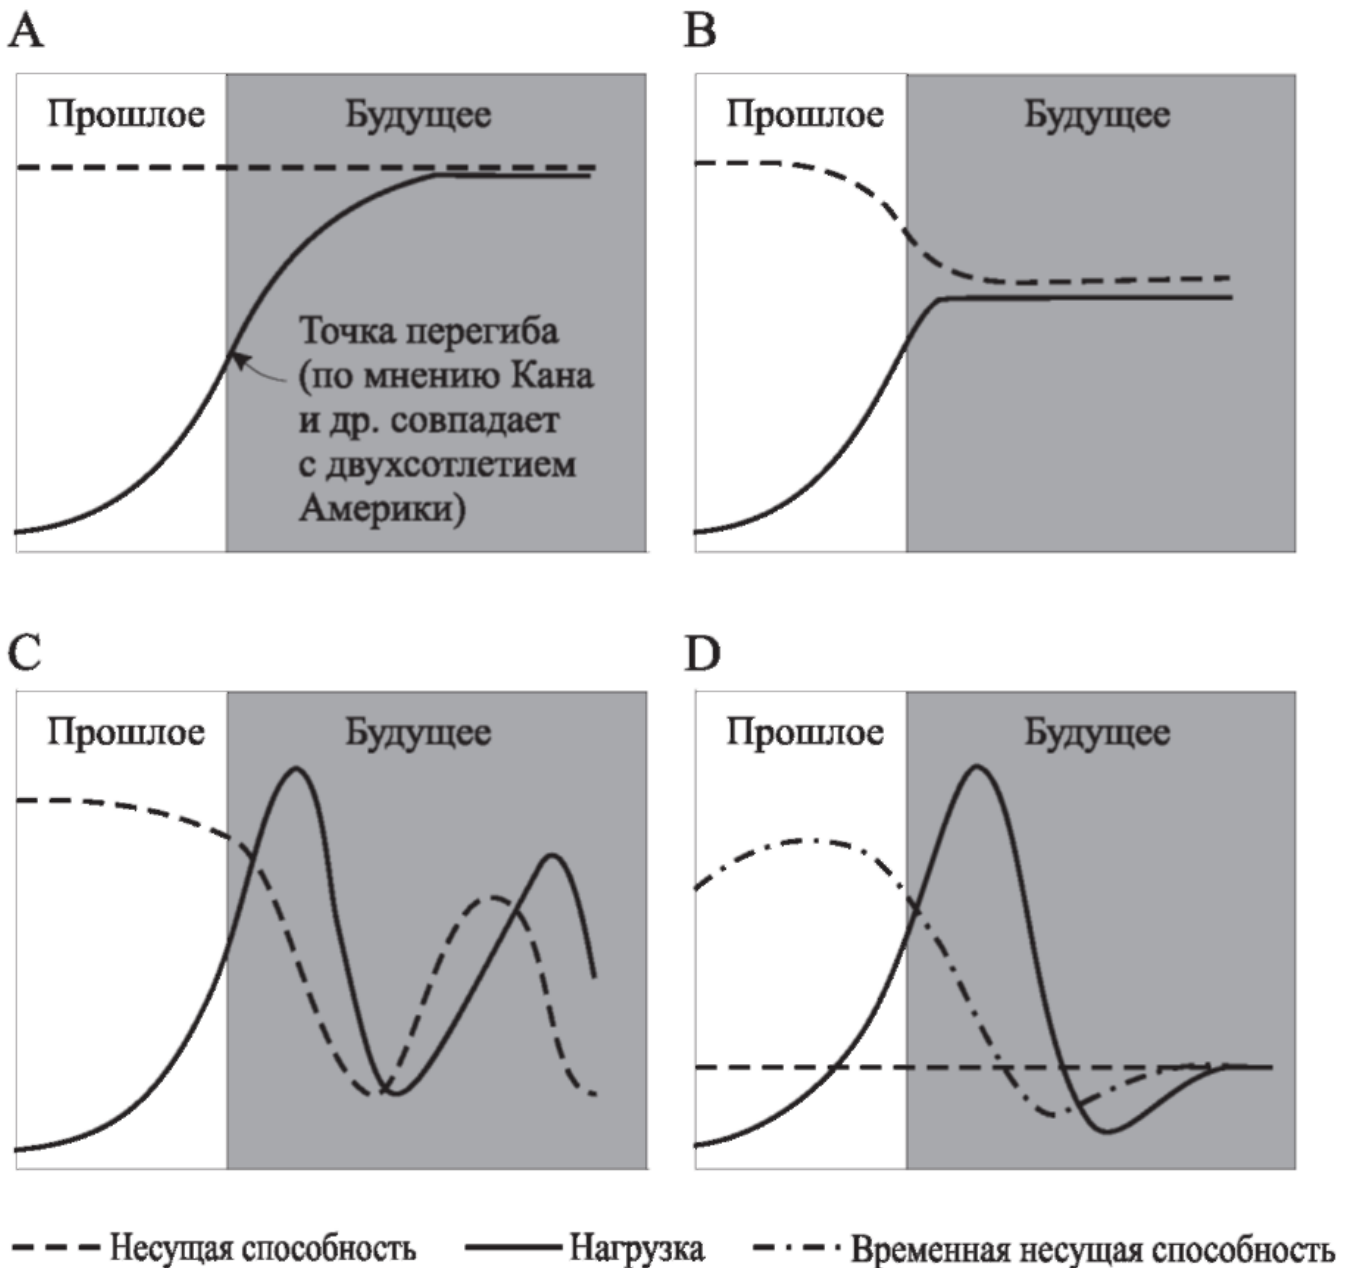 A
B
Прошлое
Будущее
Прошлое
Будущее
Точка перегиба
(по мнению Кана
и др. совпадает
с двухсотлетием
Америки)
C
D
Прошлое
Будущее
Прошлое
Будущее
Несущая способность
Нагрузка
Временная несущая способность